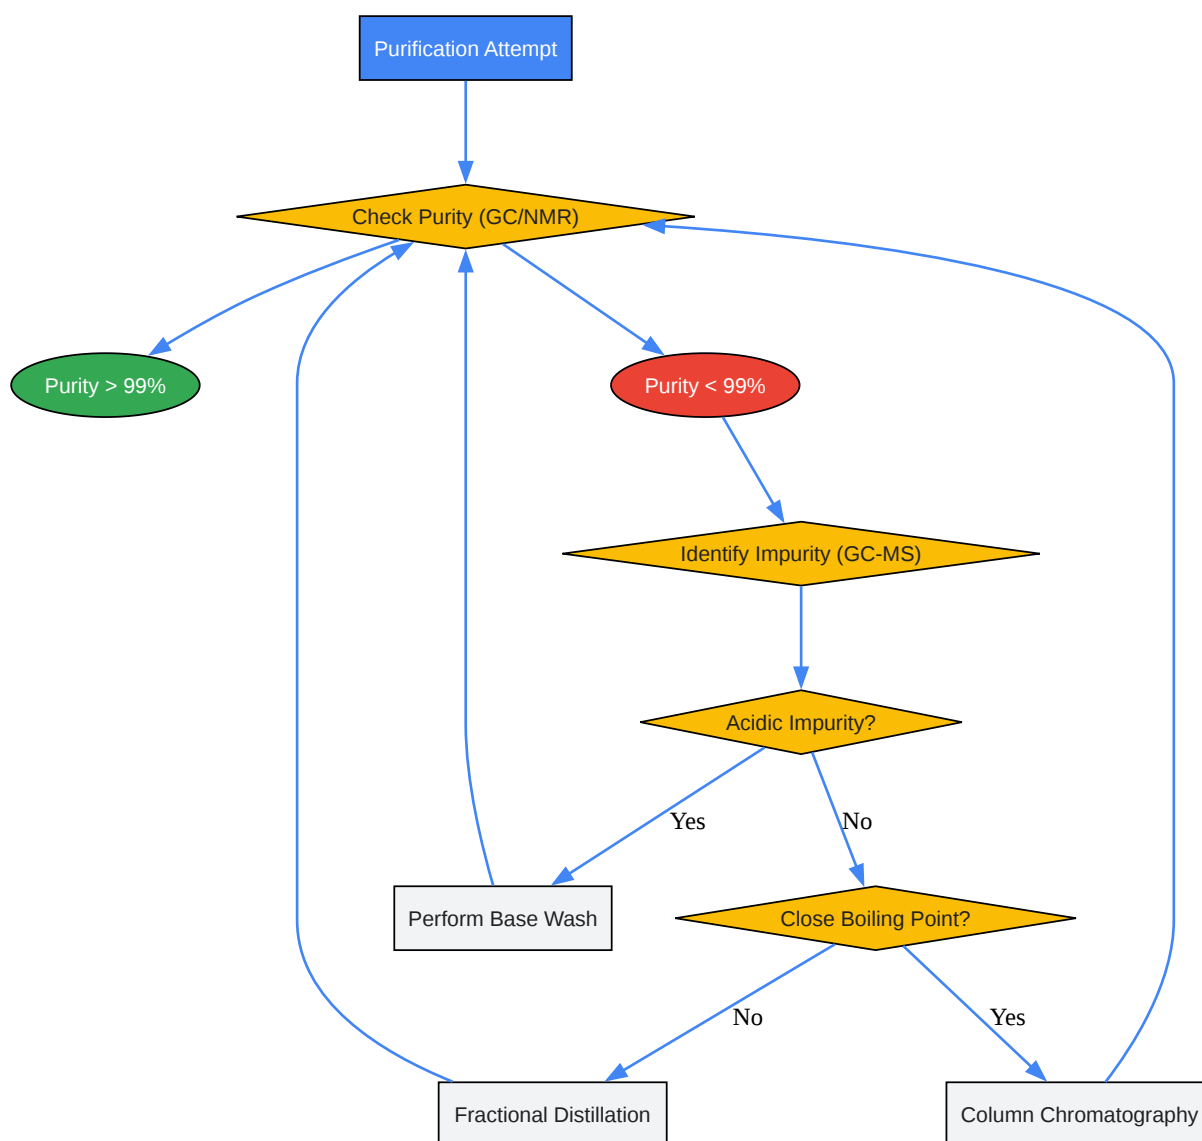 Purification Attempt
Check Purity (GC/NMR)
Purity > 99%
Purity < 99%
Identify Impurity (GC-MS)
Acidic Impurity?
Yes
No
Perform Base Wash
Close Boiling Point?
No
Yes
Fractional Distillation
Column Chromatography